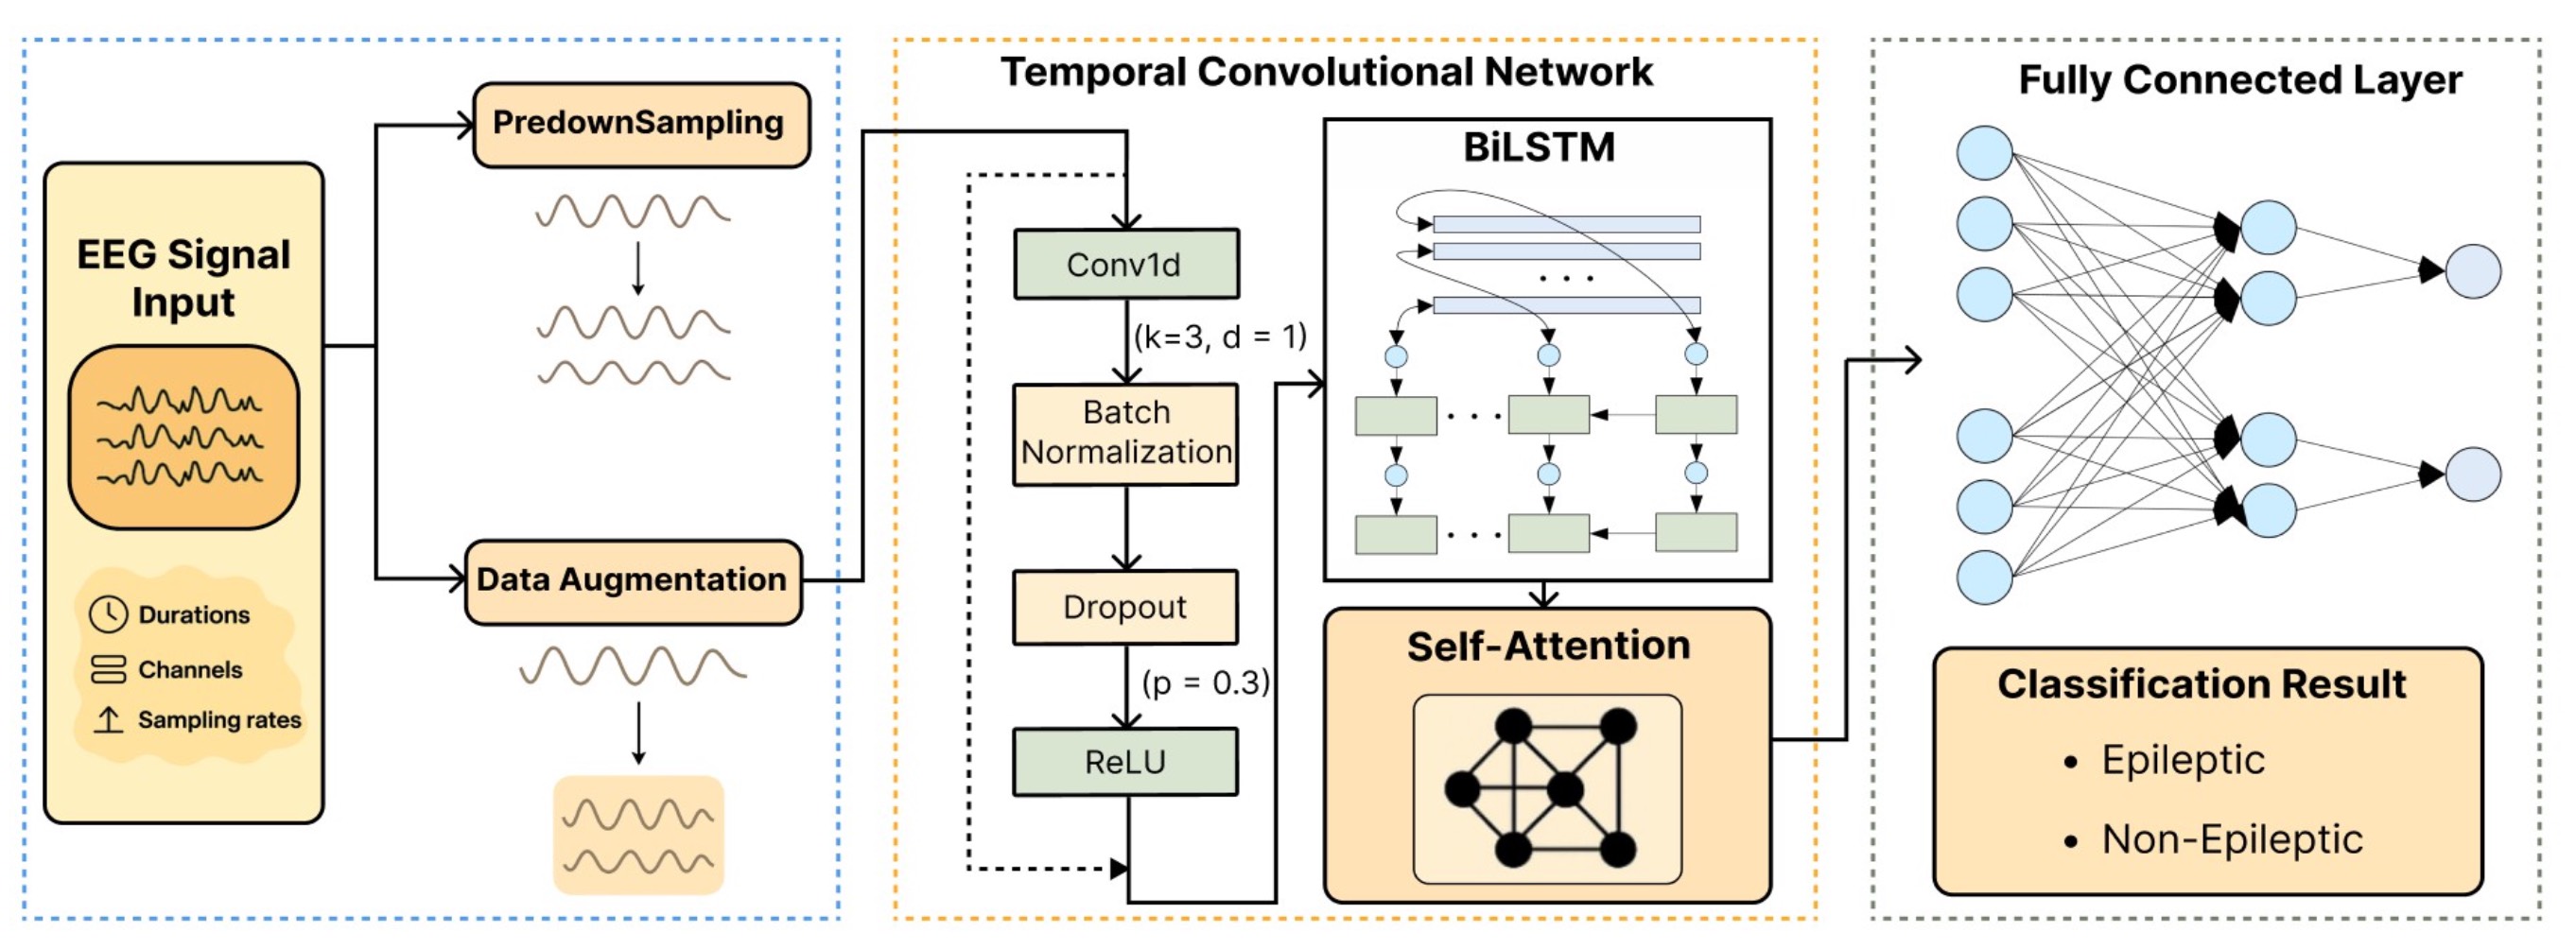 EEG Signal
Input
Durations
Channels
Sampling rates
PredownSampling
Data Augmentation
Temporal Convolutional Network
Conv1d
(k=3, d = 1)
Batch
Normalization
Dropout
(p = 0.3)
ReLU
BiLSTM
Self-Attention
Fully Connected Layer
Classification Result
• Epileptic
• Non-Epileptic